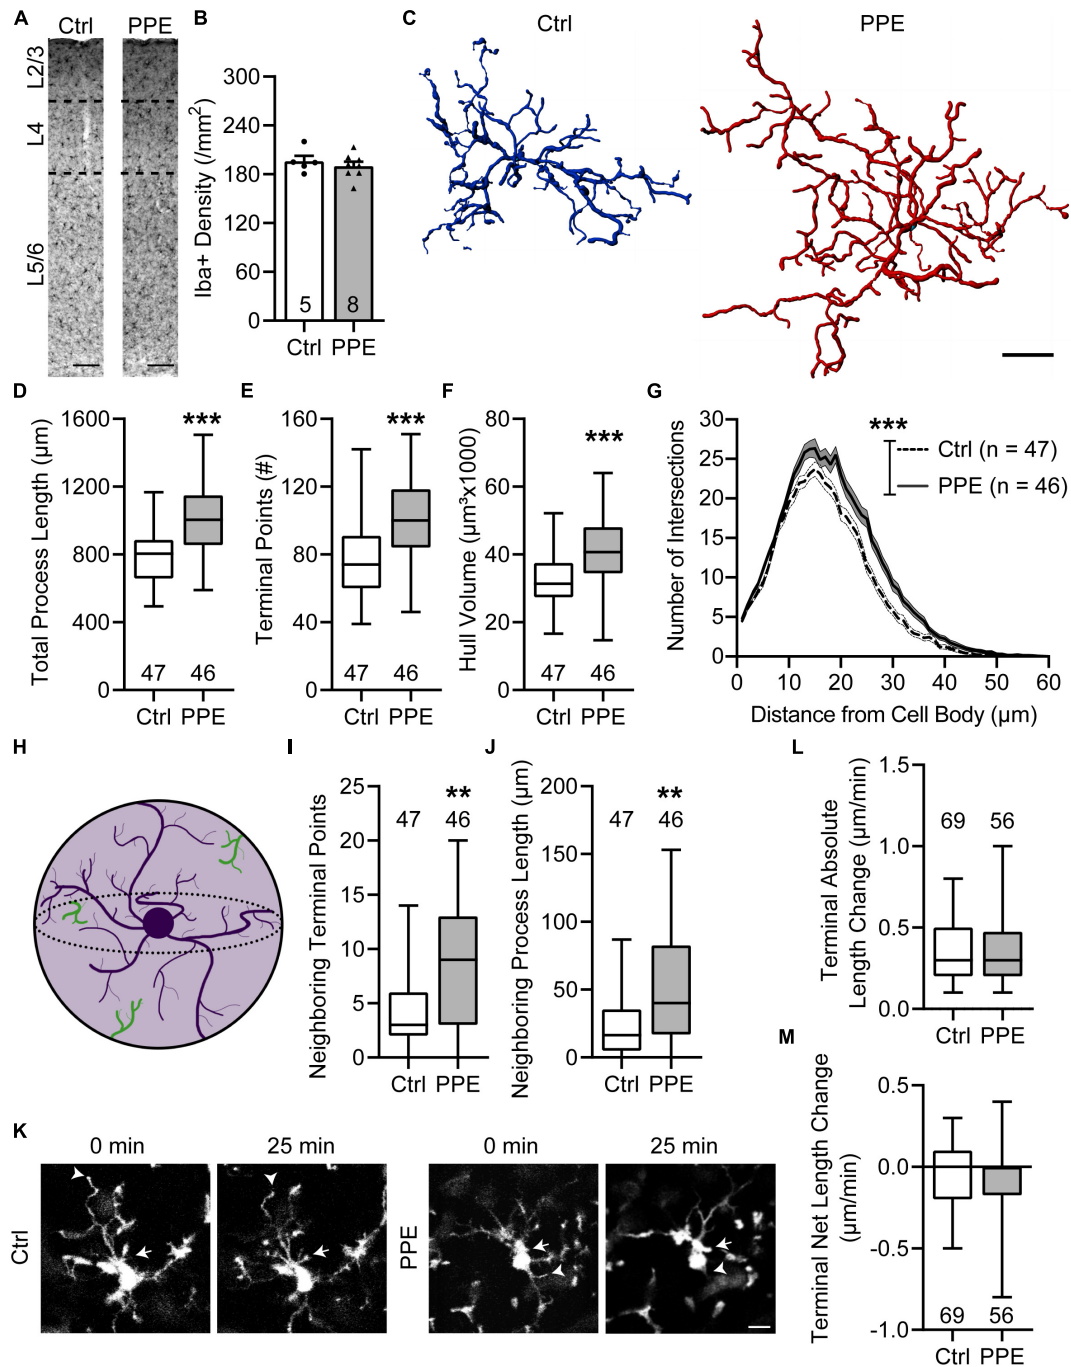 A
Ctrl PPE
L2/3
L4
L5/6
B
Iba+ Density (/mm²)
300
240
180
120
60
0
5 8
Ctrl PPE
C
Ctrl PPE
D
Total Process Length (µm)
1600
1200
800
400
0
***
47 46
Ctrl PPE
E
Terminal Points (#)
160
120
80
40
0
***
47 46
Ctrl PPE
F
Hull Volume (µm³x1000)
80
60
40
20
0
***
47 46
Ctrl PPE
G
Number of Intersections
30
25
20
15
10
5
0
***
Ctrl (n = 47)
PPE (n = 46)
0 10 20 30 40 50 60
Distance from Cell Body (µm)
H
I
Neighboring Terminal Points
25
20
15
10
5
0
**
47 46
Ctrl PPE
J
Neighboring Process Length (µm)
200
150
100
50
0
**
47 46
Ctrl PPE
K
0 min 25 min 0 min 25 min
Ctrl
PPE
L
Terminal Absolute
Length Change (µm/min)
1.5
1.0
0.5
0.0
69 56
Ctrl PPE
M
Terminal Net Length Change
(µm/min)
0.5
0.0
-0.5
-1.0
69 56
Ctrl PPE